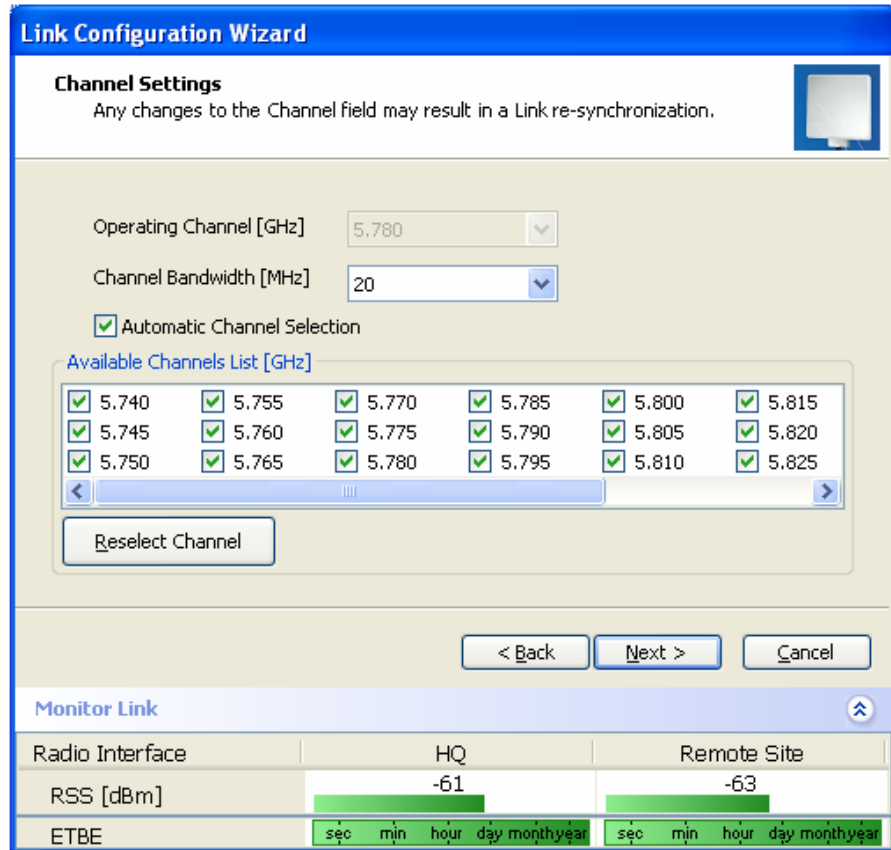 Link Configuration Wizard
Channel Settings
Any changes to the Channel field may result in a Link re-synchronization.
Operating Channel [GHz] 5.780
Channel Bandwidth [MHz] 20
Automatic Channel Selection
Available Channels List [GHz]
5.740 5.755 5.770 5.785 5.800 5.815
5.745 5.760 5.775 5.790 5.805 5.820
5.750 5.765 5.780 5.795 5.810 5.825
Reselect Channel
< Back Next > Cancel
Monitor Link
Radio Interface HQ Remote Site
RSS [dBm] -61 -63
ETBE sec min hour day month year sec min hour day month year